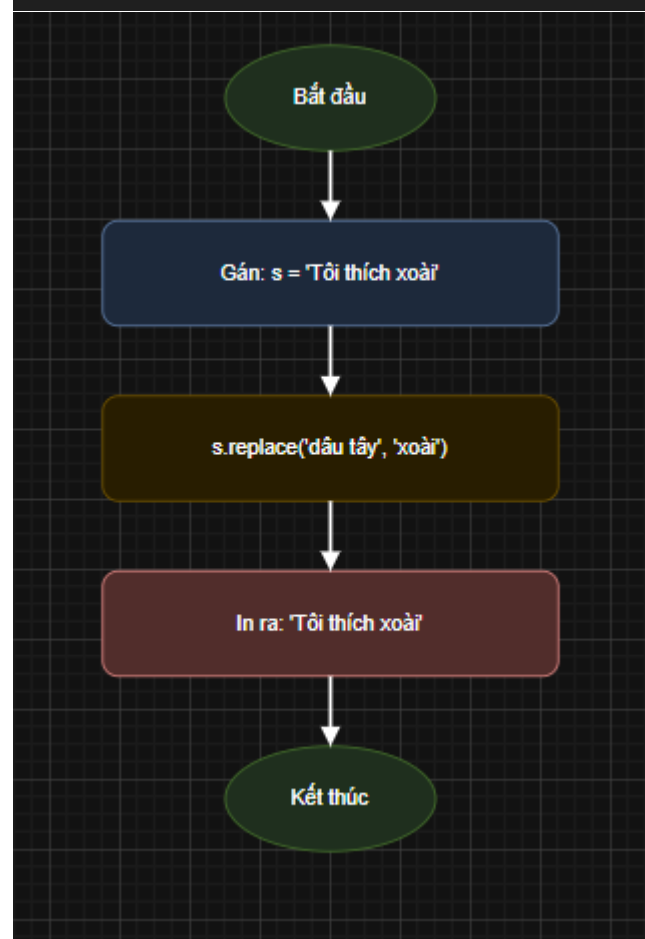 Bắt đầu
Gán: s = 'Tôi thích xoài'
s.replace('dâu tây', 'xoài')
In ra: 'Tôi thích xoài'
Kết thúc